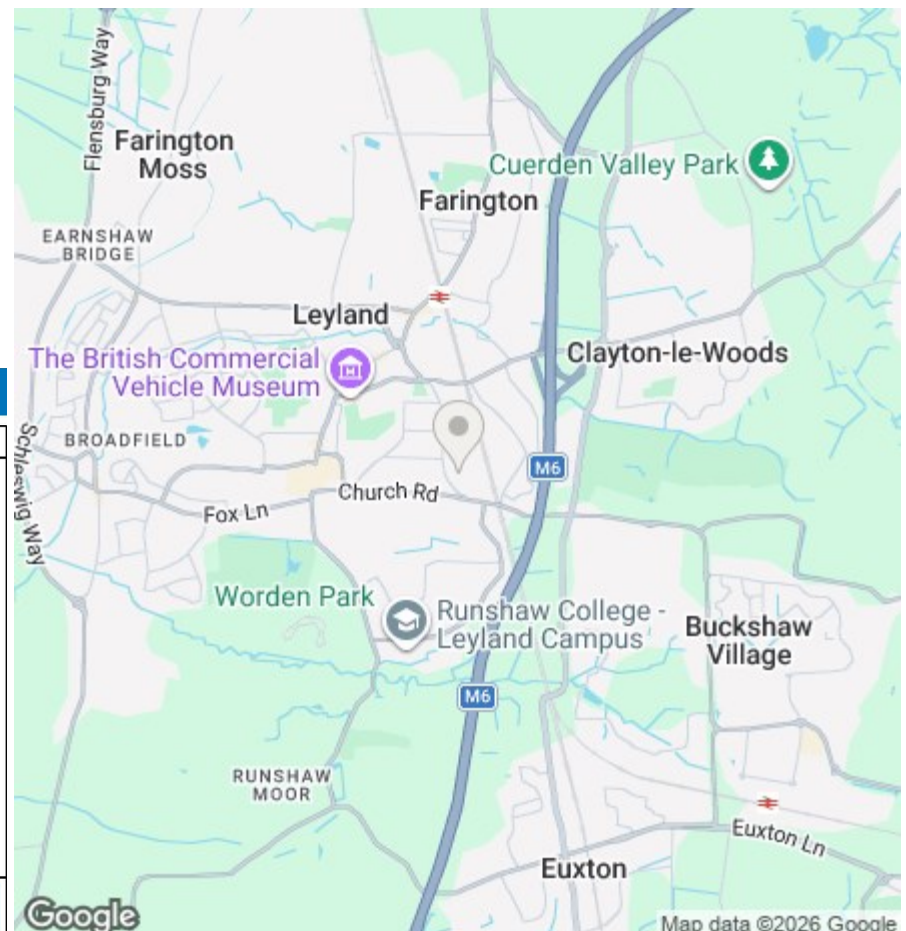 Flensburg Way
Farington
Moss
Cuerden Valley Park
Farington
EARNSHAW
BRIDGE
Leyland
The British Commercial
Vehicle Museum
Clayton-le-Woods
BROADFIELD
Schleswig Way
M6
Church Rd
Fox Ln
Worden Park
Runshaw College -
Leyland Campus
Buckshaw
Village
M6
RUNSHAW
MOOR
Euxton Ln
Euxton
Google
Map data ©2026 Google